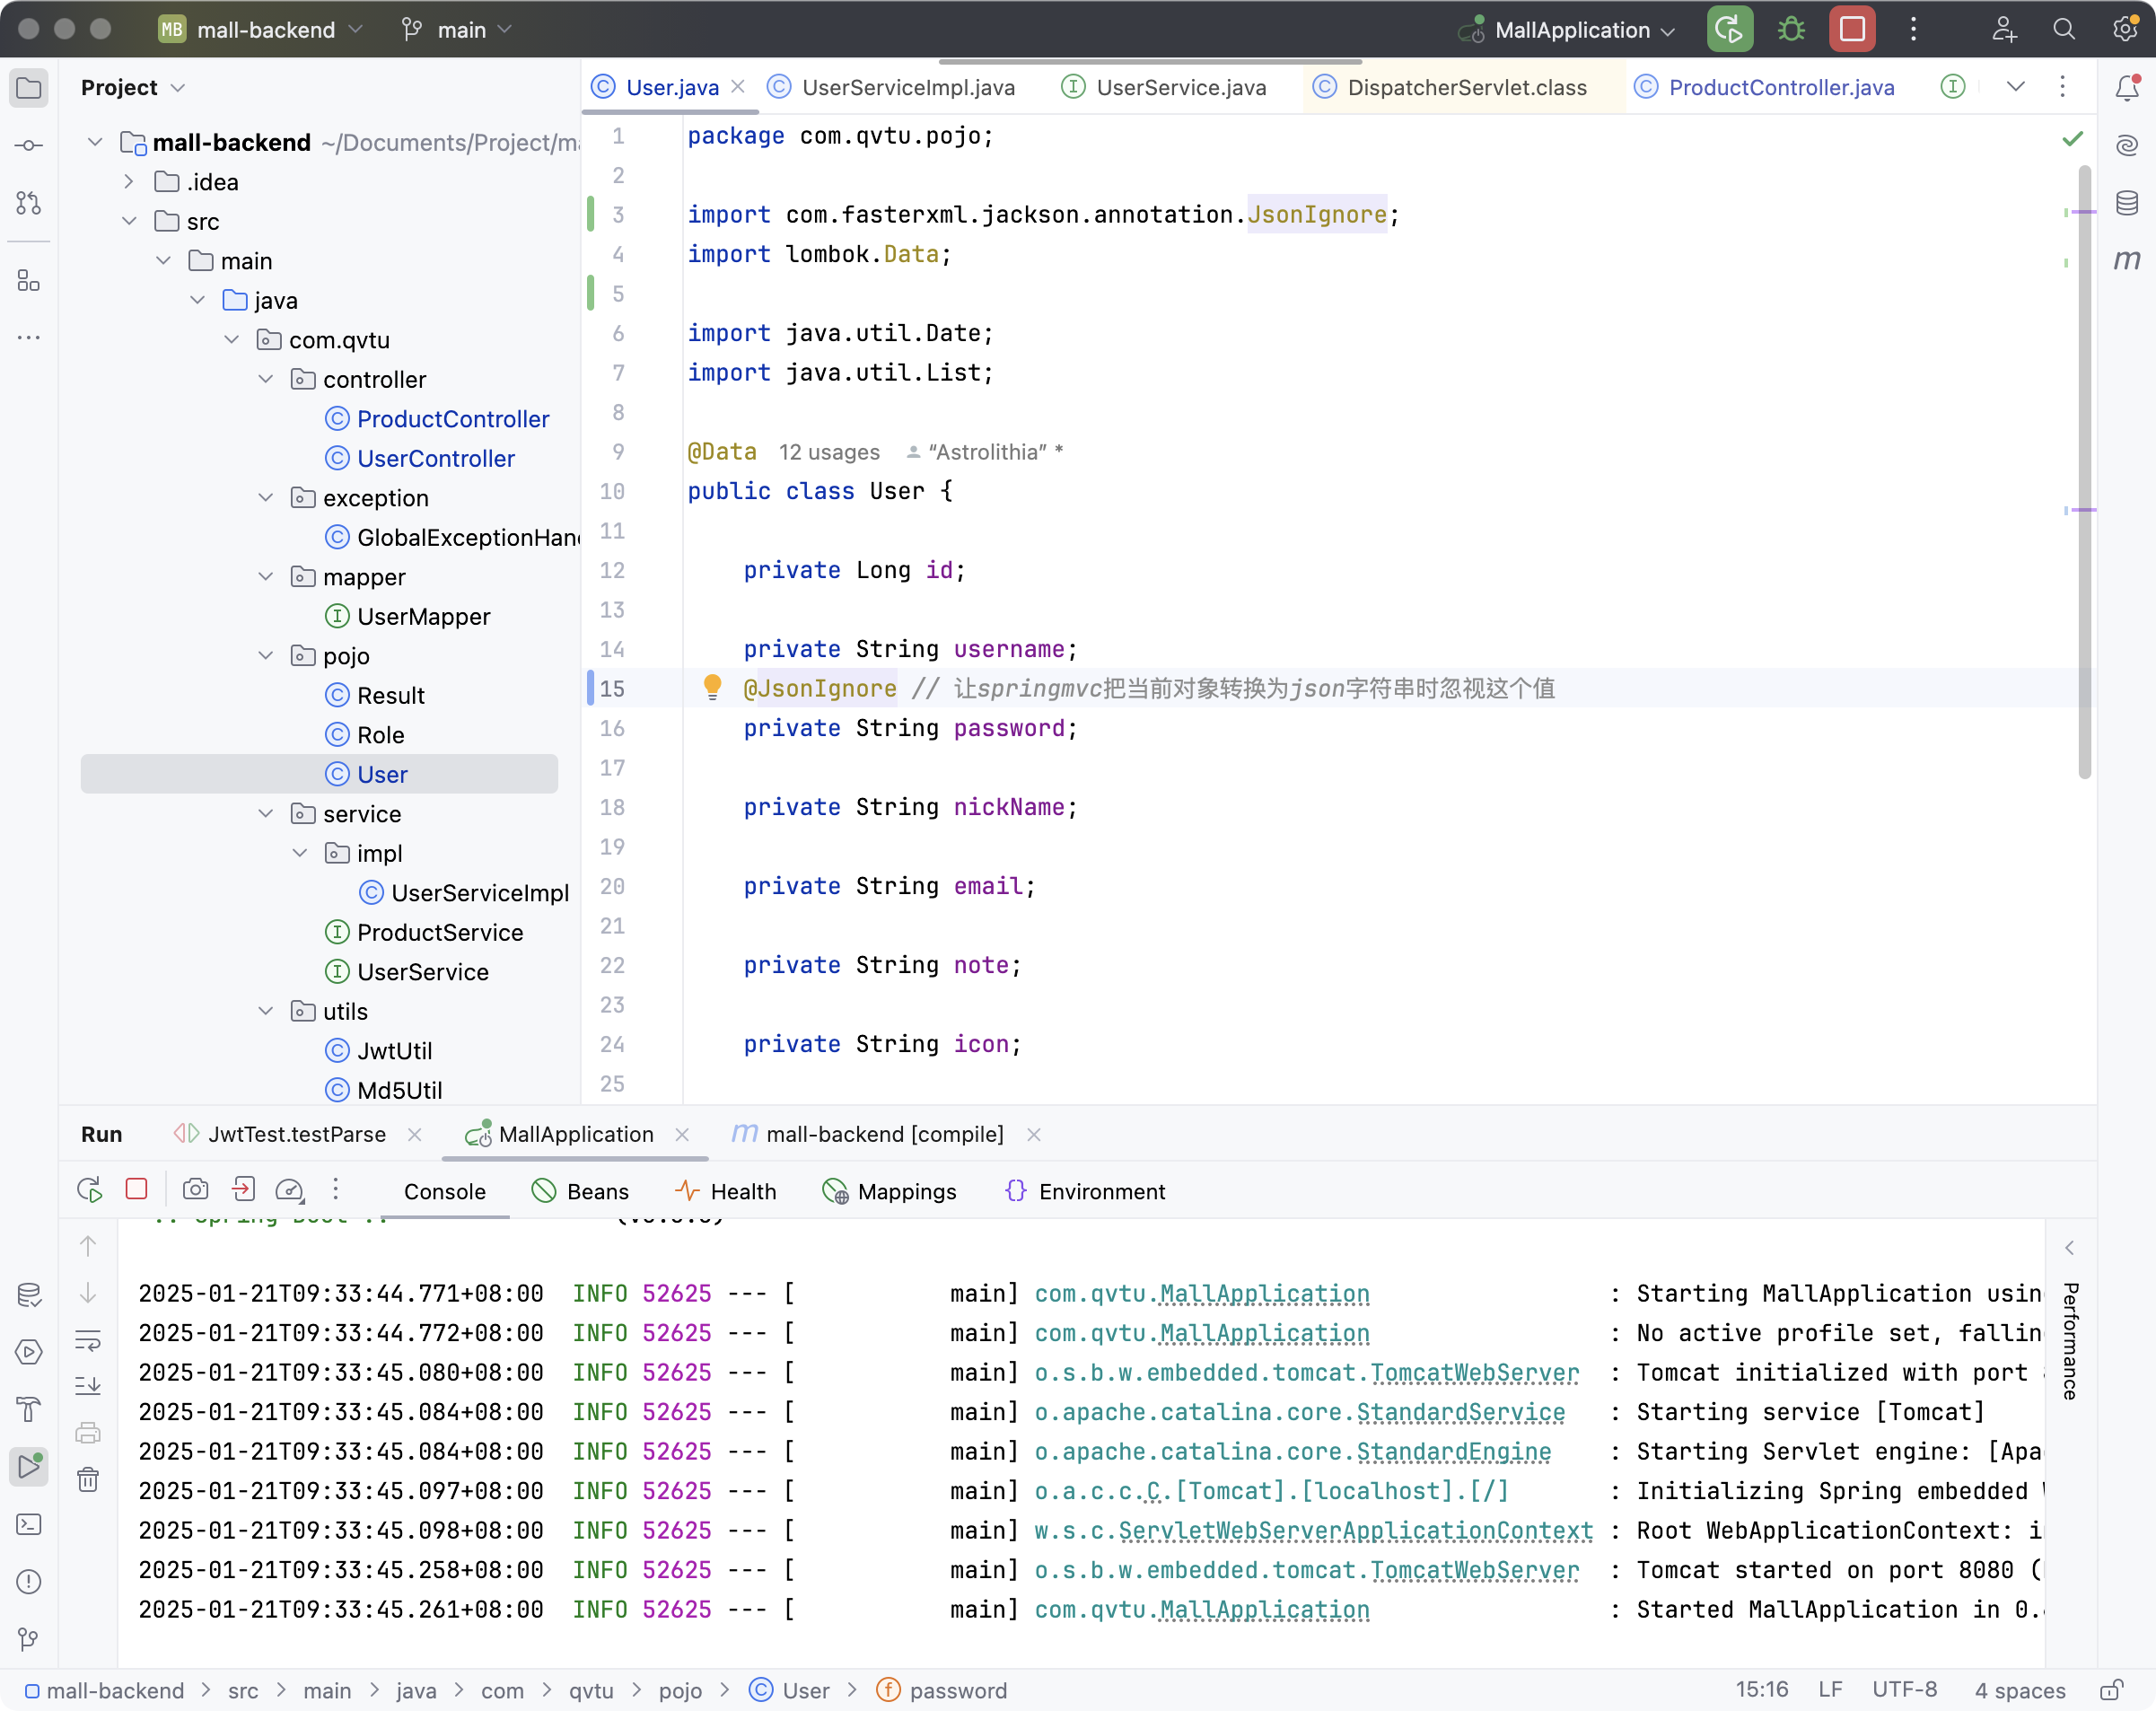 MB mall-backend main MallApplication
Project
User.java UserServiceImpl.java UserService.java DispatcherServlet.class ProductController.java
mall-backend ~/Documents/Project/
.idea
src
main
java
com.qvtu
controller
ProductController
UserController
exception
GlobalExceptionHan
mapper
UserMapper
pojo
Result
Role
User
service
impl
UserServiceImpl
ProductService
UserService
utils
JwtUtil
Md5Util
1 package com.qvtu.pojo;
2
3 import com.fasterxml.jackson.annotation.JsonIgnore;
4 import lombok.Data;
5
6 import java.util.Date;
7 import java.util.List;
8
9 @Data 12 usages “Astrolithia” *
10 public class User {
11
12 private Long id;
13
14 private String username;
15 @JsonIgnore // 让springmvc把当前对象转换为json字符串时忽视这个值
16 private String password;
17
18 private String nickName;
19
20 private String email;
21
22 private String note;
23
24 private String icon;
25
Run JwtTest.testParse MallApplication mall-backend [compile]
Console Beans Health Mappings Environment
2025-01-21T09:33:44.771+08:00 INFO 52625 --- [ main] com.qvtu.MallApplication : Starting MallApplication usin
2025-01-21T09:33:44.772+08:00 INFO 52625 --- [ main] com.qvtu.MallApplication : No active profile set, fallin
2025-01-21T09:33:45.080+08:00 INFO 52625 --- [ main] o.s.b.w.embedded.tomcat.TomcatWebServer : Tomcat initialized with port
2025-01-21T09:33:45.084+08:00 INFO 52625 --- [ main] o.apache.catalina.core.StandardService : Starting service [Tomcat]
2025-01-21T09:33:45.084+08:00 INFO 52625 --- [ main] o.apache.catalina.core.StandardEngine : Starting Servlet engine: [Apa
2025-01-21T09:33:45.097+08:00 INFO 52625 --- [ main] o.a.c.c.C.[Tomcat].[localhost].[/] : Initializing Spring embedded
2025-01-21T09:33:45.098+08:00 INFO 52625 --- [ main] w.s.c.ServletWebServerApplicationContext : Root WebApplicationContext: i
2025-01-21T09:33:45.258+08:00 INFO 52625 --- [ main] o.s.b.w.embedded.tomcat.TomcatWebServer : Tomcat started on port 8080 (
2025-01-21T09:33:45.261+08:00 INFO 52625 --- [ main] com.qvtu.MallApplication : Started MallApplication in 0.
Performance
mall-backend > src > main > java > com > qvtu > pojo > User > password 15:16 LF UTF-8 4 spaces